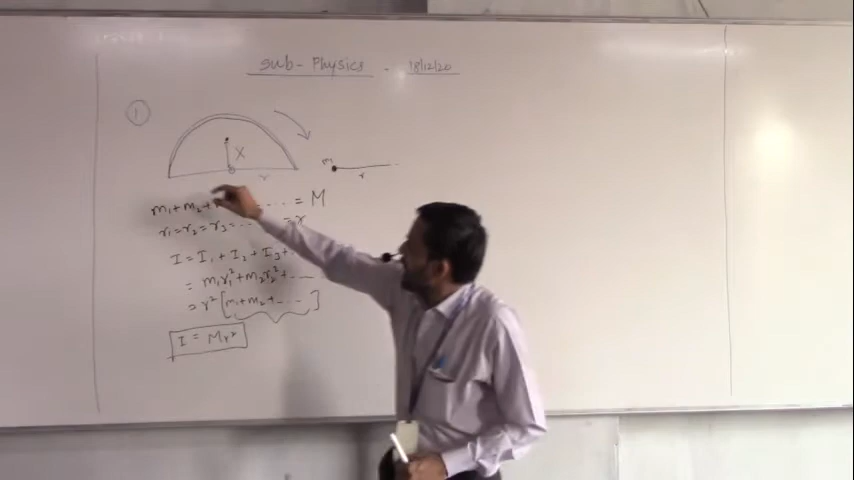 Sub - Physics - 18/12/20
1
X
r
m
r
m₁ + m₂ + ..... = M
r₁ = r₂ = r₃ = ..... = r
I = I₁ + I₂ + I₃ +
= m₁r₁² + m₂r₂² + .....
= r² [m₁ + m₂ + ..... ]
I = Mr²